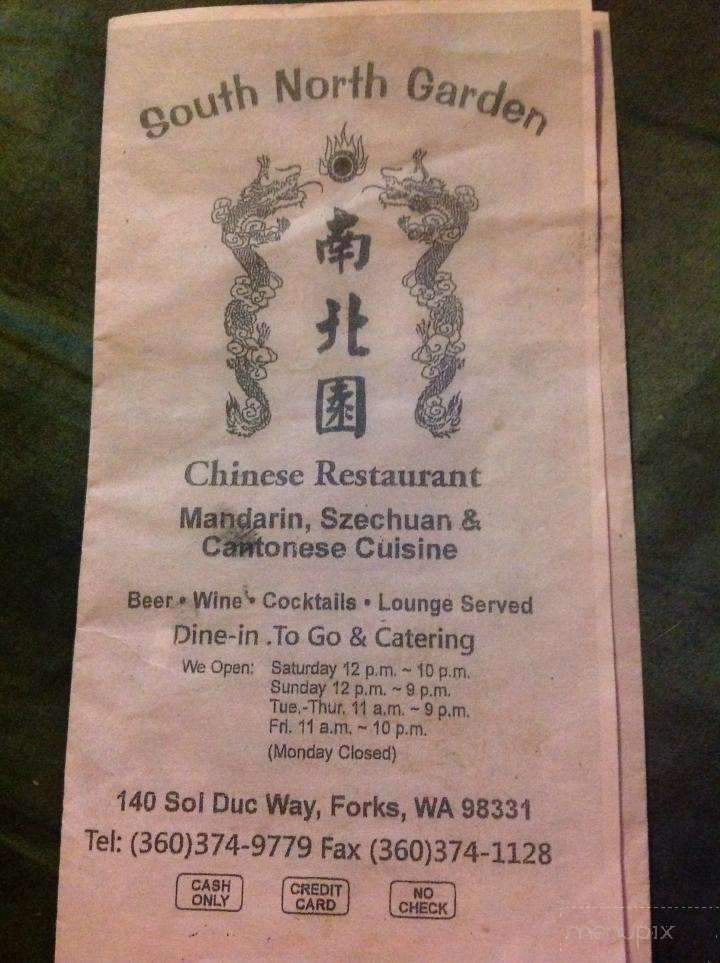 South North Garden
南
北
園
Chinese Restaurant
Mandarin, Szechuan &
Cantonese Cuisine
Beer • Wine • Cocktails • Lounge Served
Dine-in .To Go & Catering
We Open: Saturday 12 p.m. ~ 10 p.m.
Sunday 12 p.m. ~ 9 p.m.
Tue.-Thur. 11 a.m. ~ 9 p.m.
Fri. 11 a.m. ~ 10 p.m.
(Monday Closed)
140 Sol Duc Way, Forks, WA 98331
Tel: (360)374-9779 Fax (360)374-1128
CASH ONLY
CREDIT CARD
NO CHECK
menupix